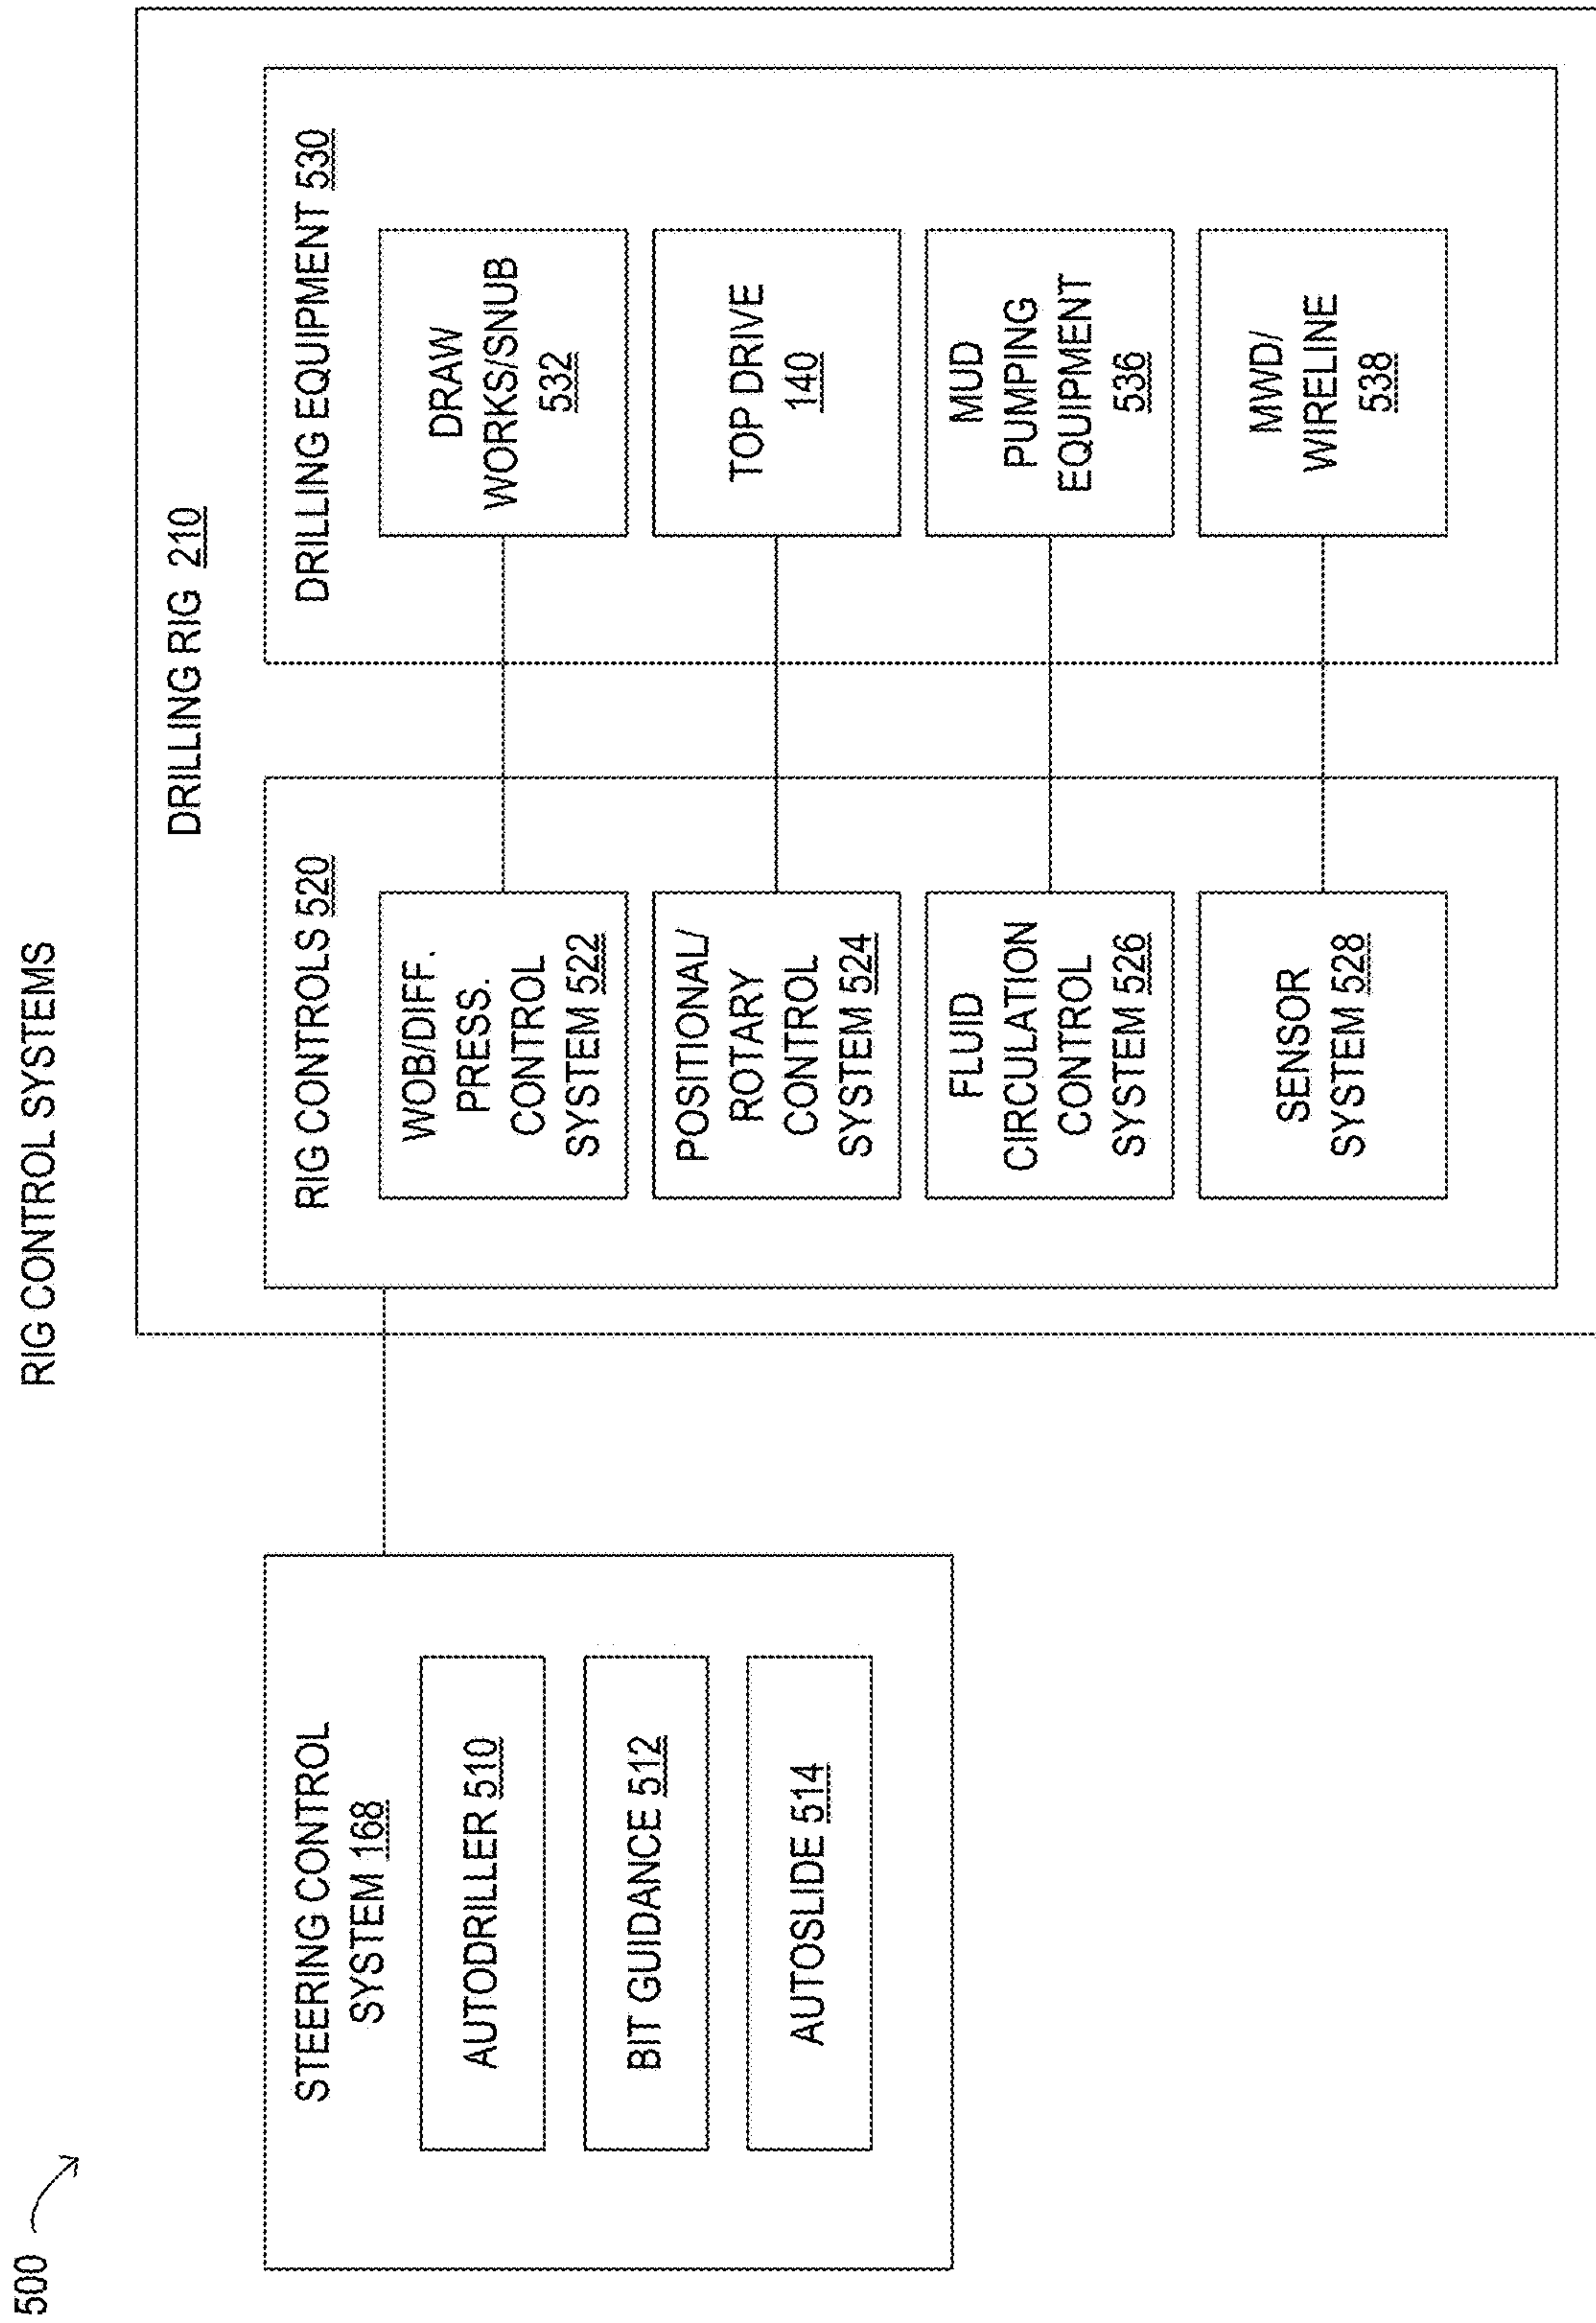 500
RIG CONTROL SYSTEMS
STEERING CONTROL
SYSTEM 168
AUTODRILLER 510
BIT GUIDANCE 512
AUTOSLIDE 514
DRILLING RIG 210
RIG CONTROLS 520
WOB/DIFF.
PRESS.
CONTROL
SYSTEM 522
POSITIONAL/
ROTARY
CONTROL
SYSTEM 524
FLUID
CIRCULATION
CONTROL
SYSTEM 526
SENSOR
SYSTEM 528
DRILLING EQUIPMENT 530
DRAW
WORKS/SNUB
532
TOP DRIVE
140
MUD
PUMPING
EQUIPMENT
536
MWD/
WIRELINE
538